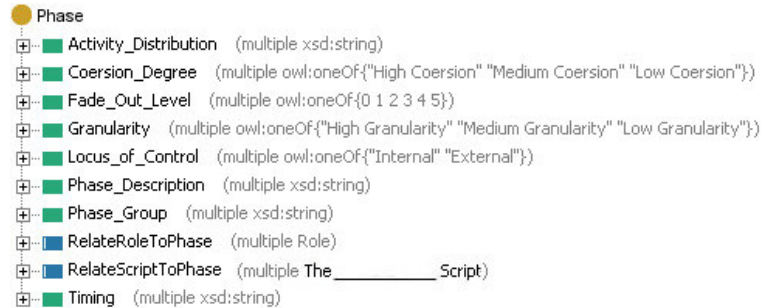 Phase
Activity_Distribution (multiple xsd:string)
Coersion_Degree (multiple owl:oneOf{"High Coersion" "Medium Coersion" "Low Coersion"})
Fade_Out_Level (multiple owl:oneOf{0 1 2 3 4 5})
Granularity (multiple owl:oneOf{"High Granularity" "Medium Granularity" "Low Granularity"})
Locus_of_Control (multiple owl:oneOf{"Internal" "External"})
Phase_Description (multiple xsd:string)
Phase_Group (multiple xsd:string)
RelateRoleToPhase (multiple Role)
RelateScriptToPhase (multiple The__________ Script)
Timing (multiple xsd:string)